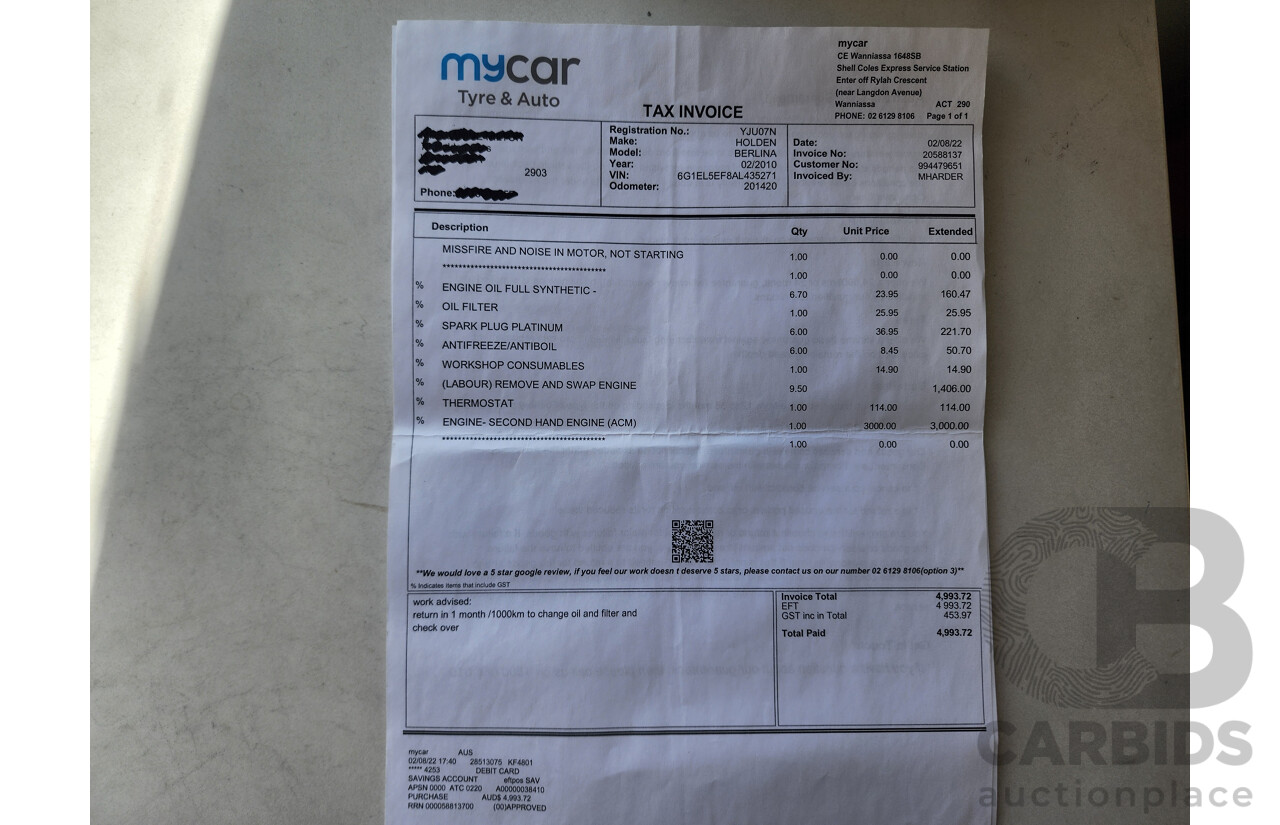 mycar
Tyre & Auto
mycar
CE Wanniassa 1648SB
Shell Coles Express Service Station
Enter off Rylah Crescent
(near Langdon Avenue)
Wanniassa ACT 290
PHONE: 02 6129 8106 Page 1 of 1
TAX INVOICE
2903
Phone:
Registration No.: YJU07N
Make: HOLDEN
Model: BERLINA
Year: 02/2010
VIN: 6G1EL5EF8AL435271
Odometer: 201420
Date: 02/08/22
Invoice No: 20588137
Customer No: 994479651
Invoiced By: MHARDER
Description Qty Unit Price Extended
MISSFIRE AND NOISE IN MOTOR, NOT STARTING 1.00 0.00 0.00
****************************************** 1.00 0.00 0.00
% ENGINE OIL FULL SYNTHETIC - 6.70 23.95 160.47
% OIL FILTER 1.00 25.95 25.95
% SPARK PLUG PLATINUM 6.00 36.95 221.70
% ANTIFREEZE/ANTIBOIL 6.00 8.45 50.70
% WORKSHOP CONSUMABLES 1.00 14.90 14.90
% (LABOUR) REMOVE AND SWAP ENGINE 9.50 1,406.00
% THERMOSTAT 1.00 114.00 114.00
% ENGINE- SECOND HAND ENGINE (ACM) 1.00 3000.00 3,000.00
****************************************** 1.00 0.00 0.00
**We would love a 5 star google review, if you feel our work doesn t deserve 5 stars, please contact us on our number 02 6129 8106(option 3)**
% Indicates items that include GST
work advised:
return in 1 month /1000km to change oil and filter and
check over
Invoice Total 4,993.72
EFT 4 993.72
GST inc in Total 453.97
Total Paid 4,993.72
mycar AUS
02/08/22 17:40 28513075 KF4801
***** 4253 DEBIT CARD
SAVINGS ACCOUNT eftpos SAV
APSN 0000 ATC 0220 A00000038410
PURCHASE AUD$ 4,993.72
RRN 000056813700 (00)APPROVED
CB
CARBIDS
auctionplace